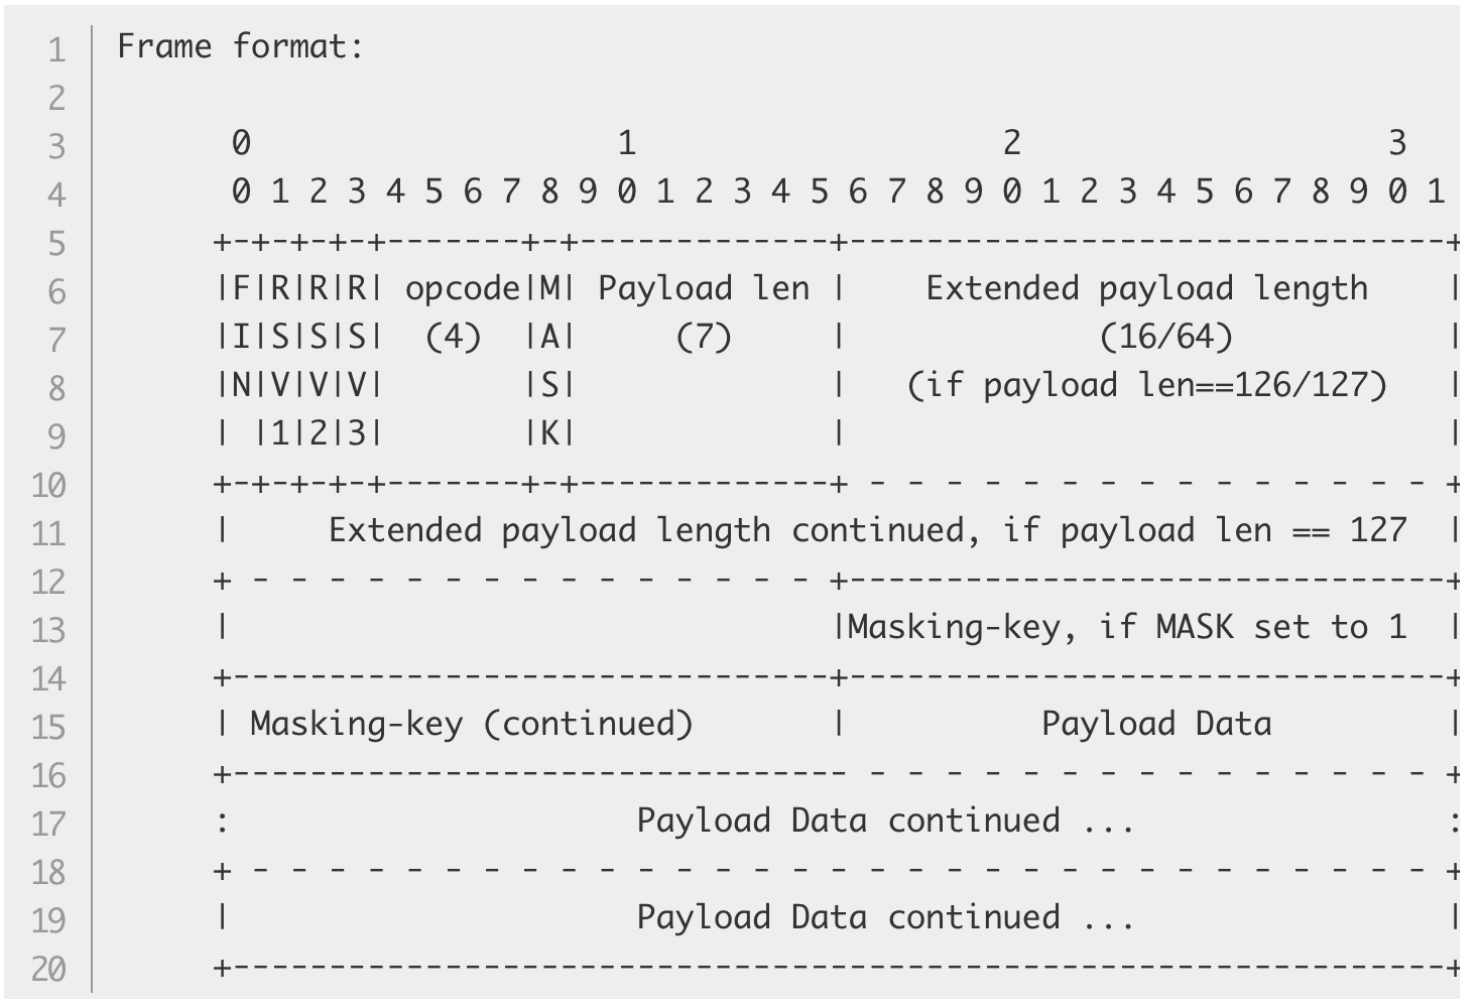 1 Frame format:
2
3       0                   1                   2                   3
4       0 1 2 3 4 5 6 7 8 9 0 1 2 3 4 5 6 7 8 9 0 1 2 3 4 5 6 7 8 9 0 1
5      +-+-+-+-+-------+-+-------------+-------------------------------+
6      |F|R|R|R| opcode|M| Payload len |    Extended payload length    |
7      |I|S|S|S|  (4)  |A|     (7)     |             (16/64)           |
8      |N|V|V|V|       |S|             |   (if payload len==126/127)   |
9      | |1|2|3|       |K|             |                               |
10     +-+-+-+-+-------+-+-------------+ - - - - - - - - - - - - - - - +
11     |     Extended payload length continued, if payload len == 127  |
12     + - - - - - - - - - - - - - - - +-------------------------------+
13     |                               |Masking-key, if MASK set to 1  |
14     +-------------------------------+-------------------------------+
15     | Masking-key (continued)       |          Payload Data         |
16     +-------------------------------- - - - - - - - - - - - - - - - +
17     :                     Payload Data continued ...                :
18     + - - - - - - - - - - - - - - - - - - - - - - - - - - - - - - - +
19     |                     Payload Data continued ...                |
20     +---------------------------------------------------------------+